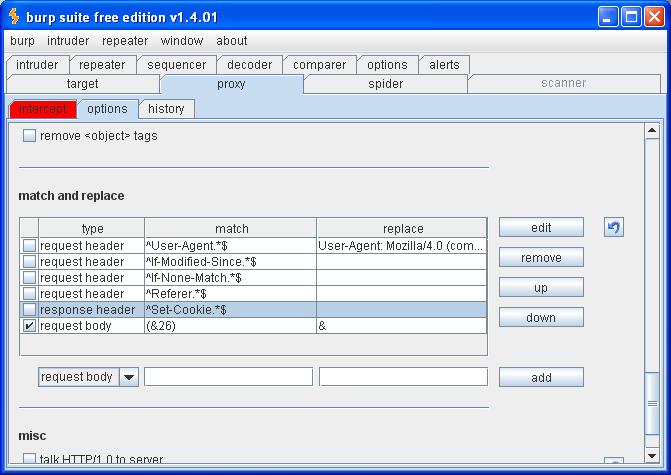 burp suite free edition v1.4.01
burp intruder repeater window about
intruder repeater sequencer decoder comparer options alerts
target proxy spider scanner
intercept options history
remove <object> tags
match and replace
type match replace
request header ^User-Agent.*$ User-Agent: Mozilla/4.0 (com...
request header ^If-Modified-Since.*$
request header ^If-None-Match.*$
request header ^Referer.*$
response header ^Set-Cookie.*$
request body (&26) &
edit
remove
up
down
request body add
misc
talk HTTP/1.0 to server